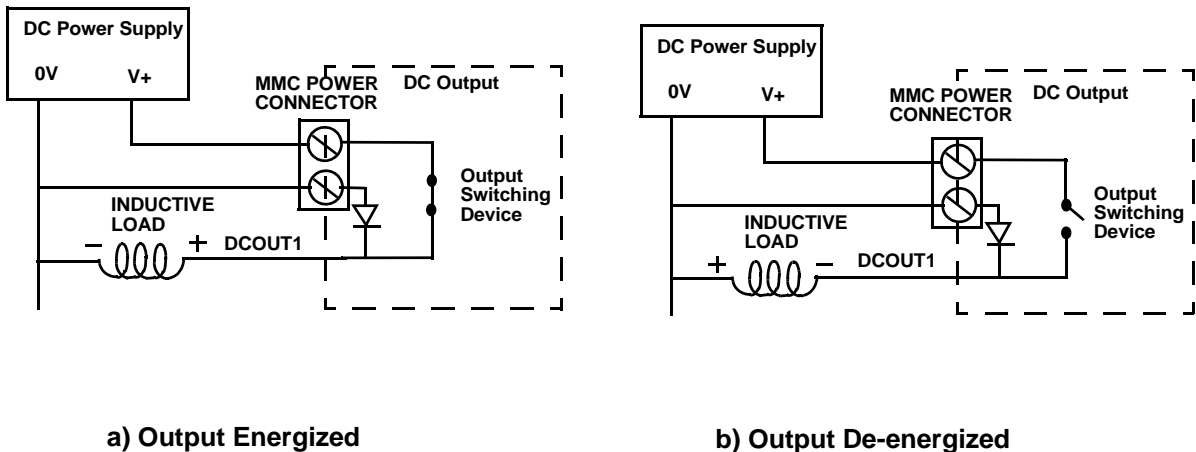 DC Power Supply
0V V+
MMC POWER
CONNECTOR
DC Output
Output
Switching
Device
INDUCTIVE
LOAD
– + DCOUT1
a) Output Energized
DC Power Supply
0V V+
MMC POWER
CONNECTOR
DC Output
Output
Switching
Device
INDUCTIVE
LOAD
+ – DCOUT1
b) Output De-energized